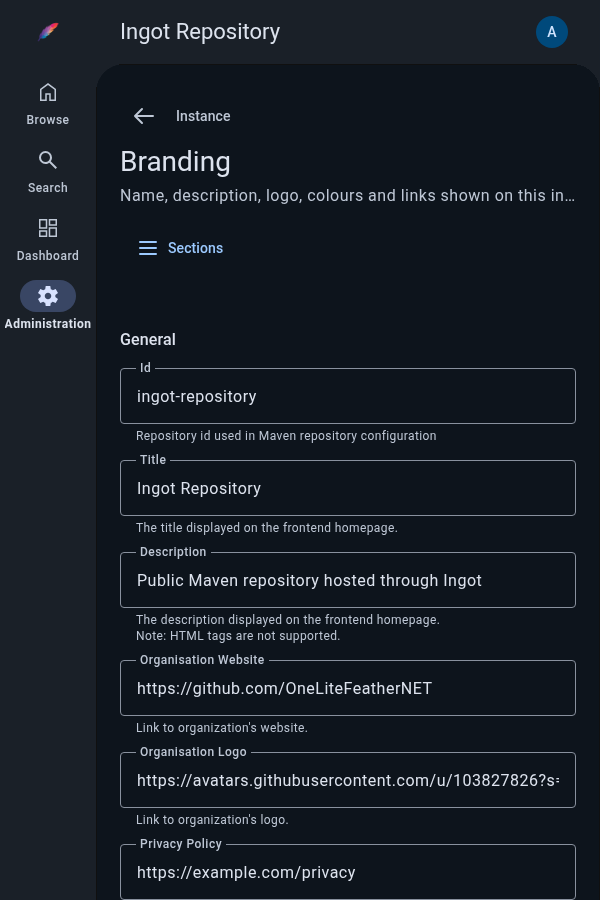 Ingot Repository
A
Browse
Search
Dashboard
Administration
Instance
Branding
Name, description, logo, colours and links shown on this in…
Sections
General
Id
ingot-repository
Repository id used in Maven repository configuration
Title
Ingot Repository
The title displayed on the frontend homepage.
Description
Public Maven repository hosted through Ingot
The description displayed on the frontend homepage.
Note: HTML tags are not supported.
Organisation Website
https://github.com/OneLiteFeatherNET
Link to organization's website.
Organisation Logo
https://avatars.githubusercontent.com/u/103827826?s=
Link to organization's logo.
Privacy Policy
https://example.com/privacy